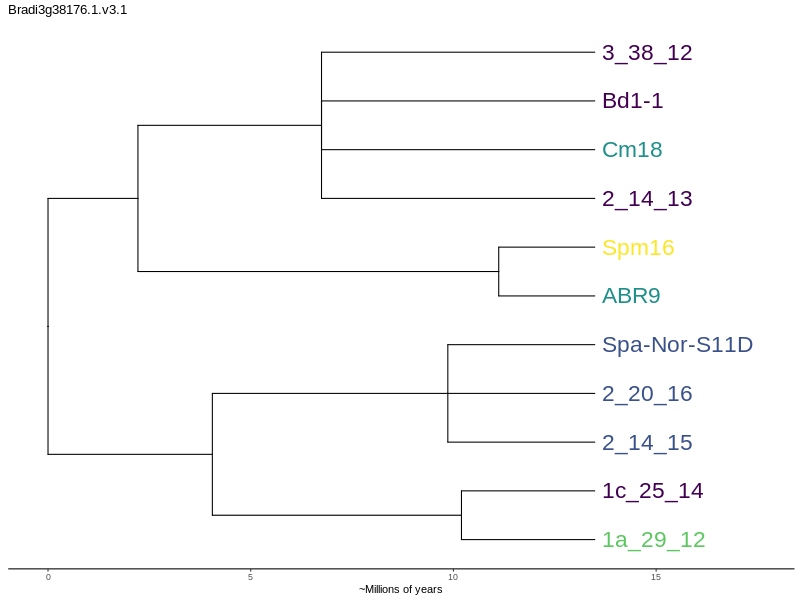 Bradi3g38176.1.v3.1
3_38_12
Bd1-1
Cm18
2_14_13
Spm16
ABR9
Spa-Nor-S11D
2_20_16
2_14_15
1c_25_14
1a_29_12
0 5 10 15
~Millions of years